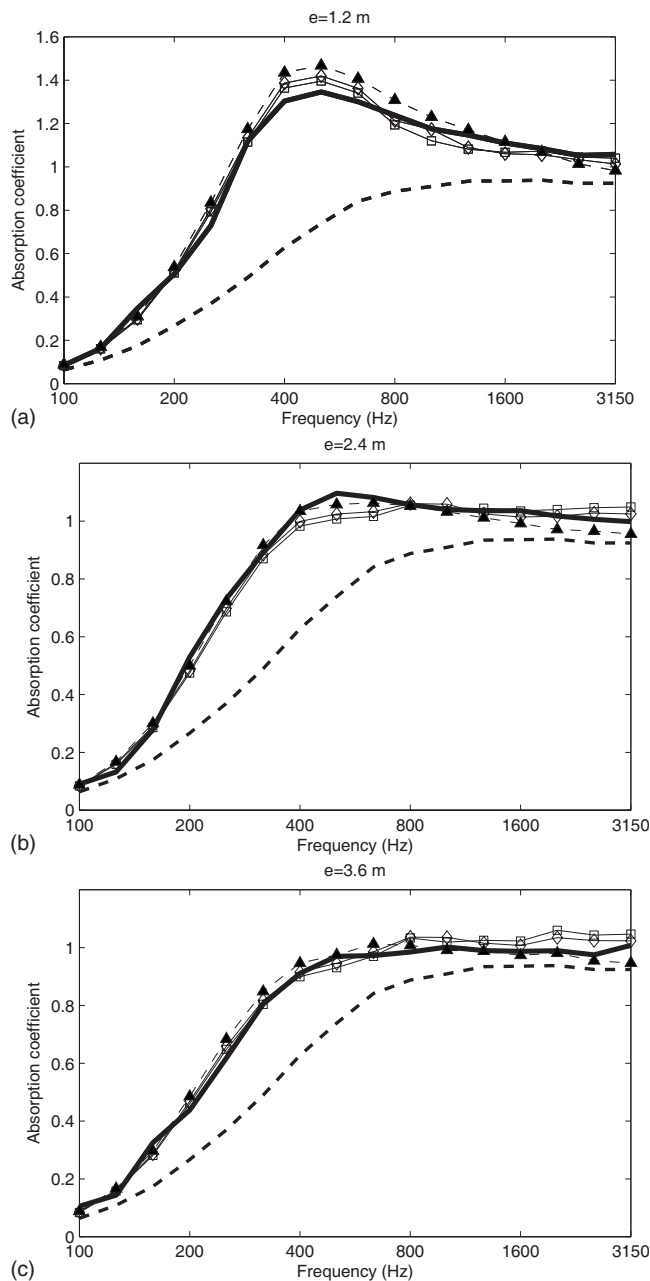 e=1.2 m
1.6
1.4
1.2
1
0.8
0.6
0.4
0.2
0
Absorption coefficient
100 200 400 800 1600 3150
Frequency (Hz)
(a)
e=2.4 m
1
0.8
0.6
0.4
0.2
0
Absorption coefficient
100 200 400 800 1600 3150
Frequency (Hz)
(b)
e=3.6 m
1
0.8
0.6
0.4
0.2
0
Absorption coefficient
100 200 400 800 1600 3150
Frequency (Hz)
(c)